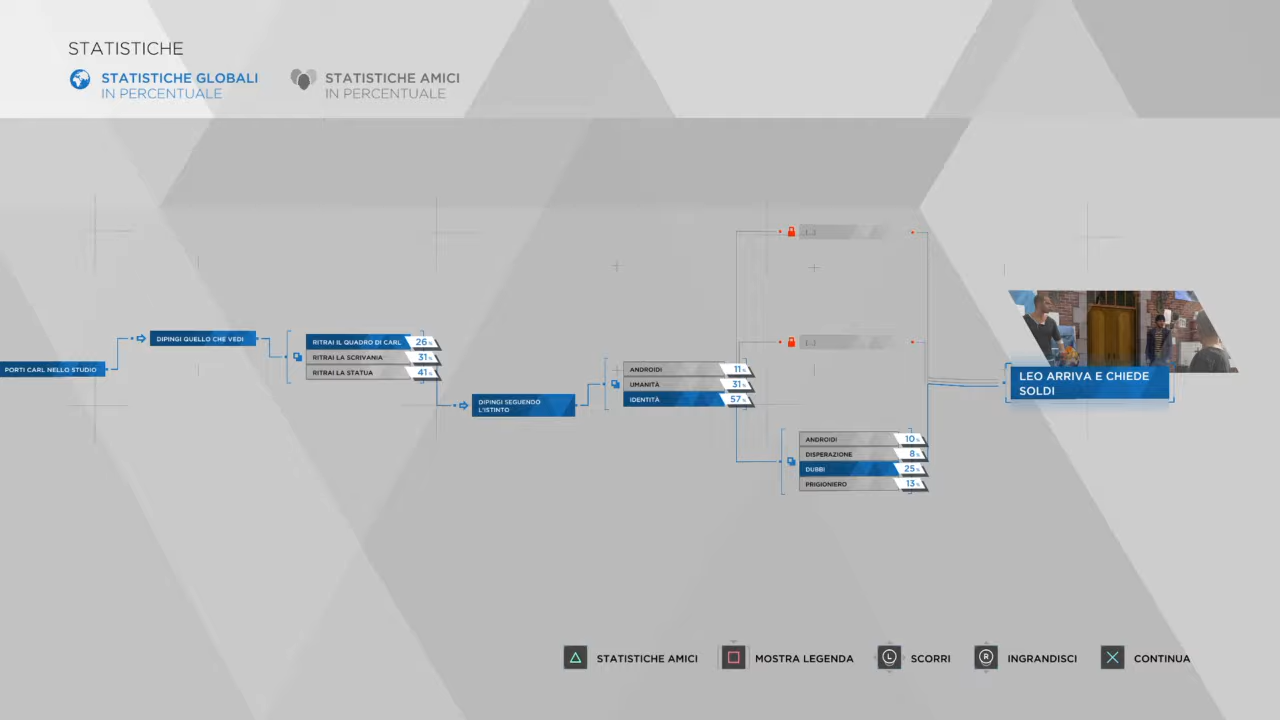 STATISTICHE
STATISTICHE GLOBALI
IN PERCENTUALE
STATISTICHE AMICI
IN PERCENTUALE
[...]
[...]
PORTI CARL NELLO STUDIO
DIPINGI QUELLO CHE VEDI
RITRAI IL QUADRO DI CARL 26%
RITRAI LA SCRIVANIA 31%
RITRAI LA STATUA 41%
DIPINGI SEGUENDO
L'ISTINTO
ANDROIDI 11%
UMANITÀ 31%
IDENTITÀ 57%
ANDROIDI 10%
DISPERAZIONE 8%
DUBBI 25%
PRIGIONIERO 13%
LEO ARRIVA E CHIEDE
SOLDI
STATISTICHE AMICI
MOSTRA LEGENDA
L SCORRI
R INGRANDISCI
CONTINUA